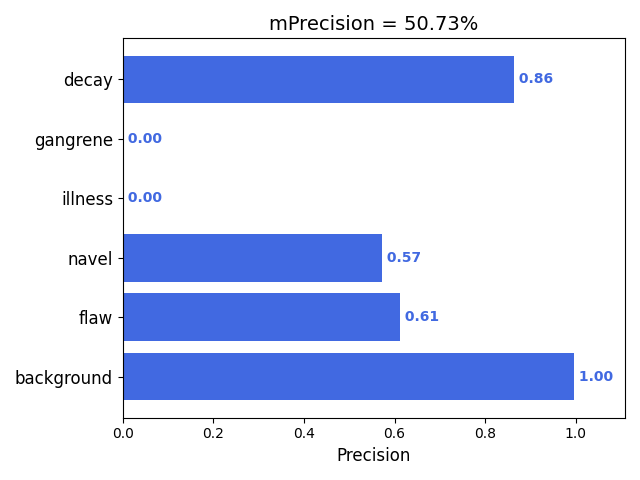 mPrecision = 50.73%
decay 0.86
gangrene 0.00
illness 0.00
navel 0.57
flaw 0.61
background 1.00
0.0 0.2 0.4 0.6 0.8 1.0
Precision